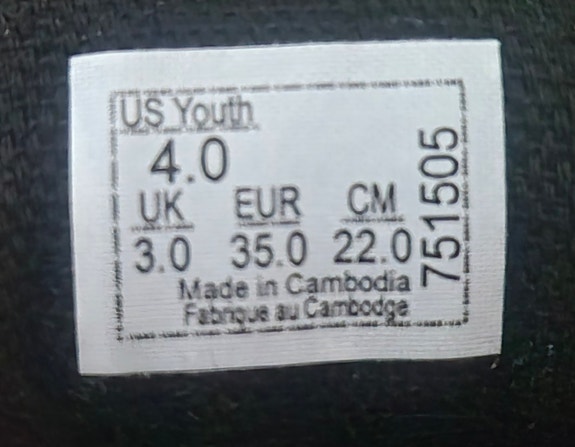 US Youth
4.0
UK EUR CM
3.0 35.0 22.0
Made in Cambodia
Fabriqué au Cambodge
751505